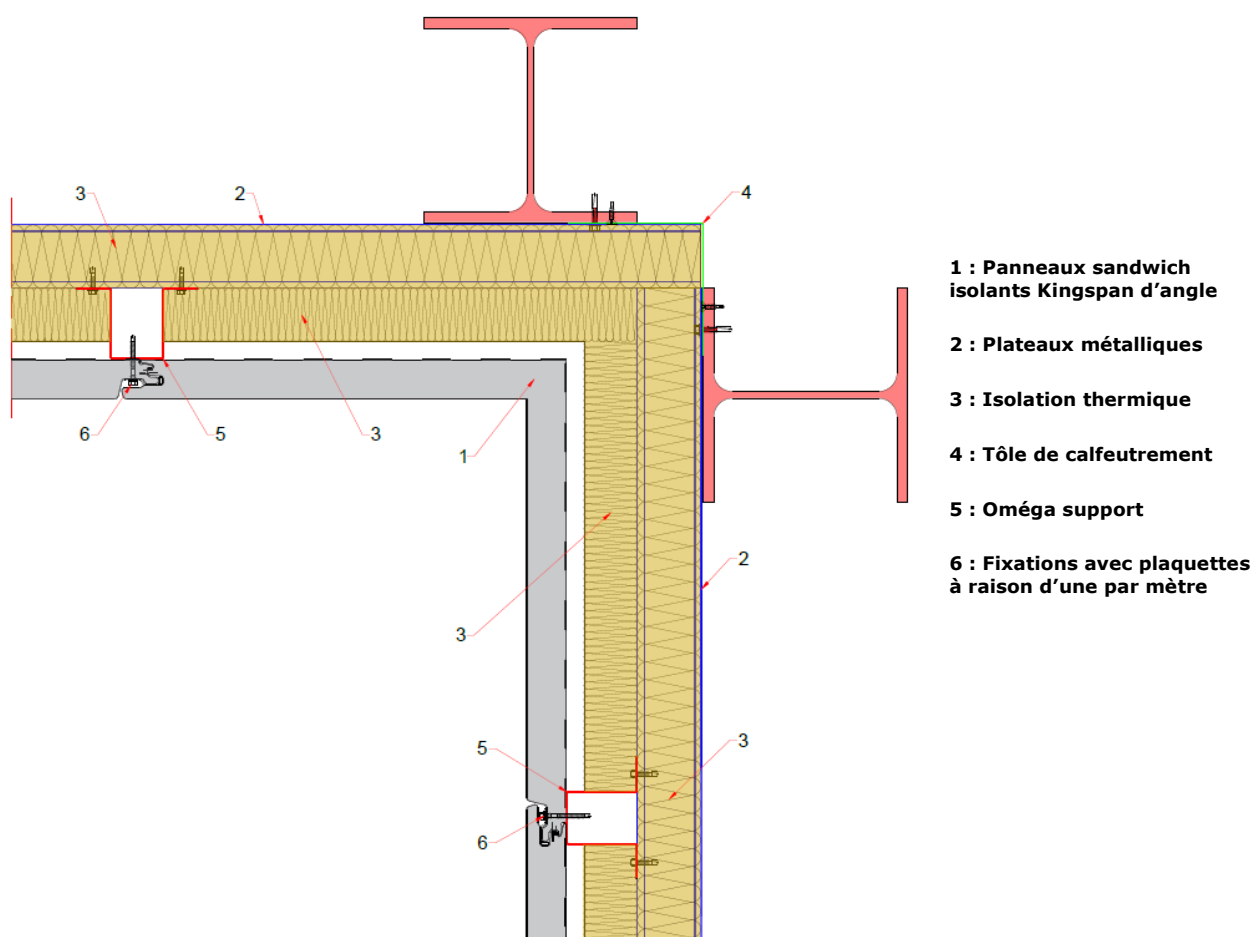 3
2
4
6
5
3
1
3
2
3
5
6
3
1 : Panneaux sandwich
isolants Kingspan d’angle
2 : Plateaux métalliques
3 : Isolation thermique
4 : Tôle de calfeutrement
5 : Oméga support
6 : Fixations avec plaquettes
à raison d’une par mètre